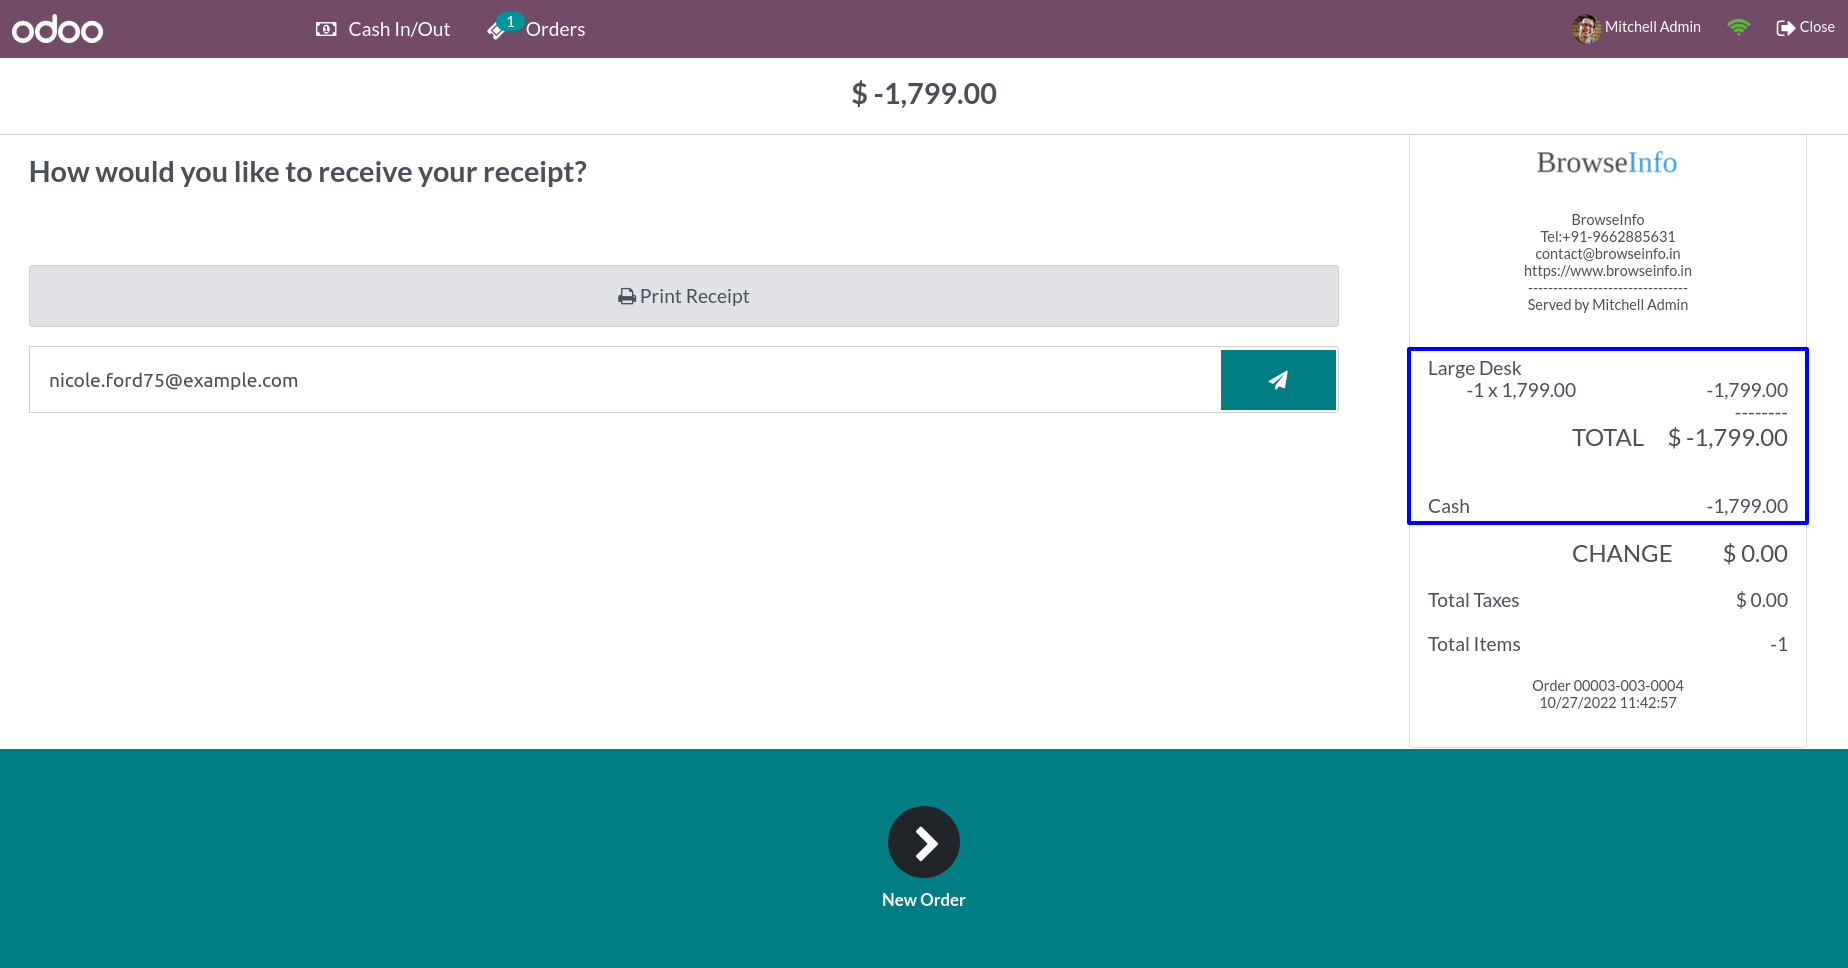 odoo
Cash In/Out
1
Orders
Mitchell Admin
Close
$ -1,799.00
How would you like to receive your receipt?
Print Receipt
nicole.ford75@example.com
BrowseInfo
BrowseInfo
Tel:+91-9662885631
contact@browseinfo.in
https://www.browseinfo.in
--------------------------------
Served by Mitchell Admin
Large Desk
-1 x 1,799.00 -1,799.00
--------
TOTAL $ -1,799.00
Cash -1,799.00
CHANGE $ 0.00
Total Taxes $ 0.00
Total Items -1
Order 00003-003-0004
10/27/2022 11:42:57
New Order